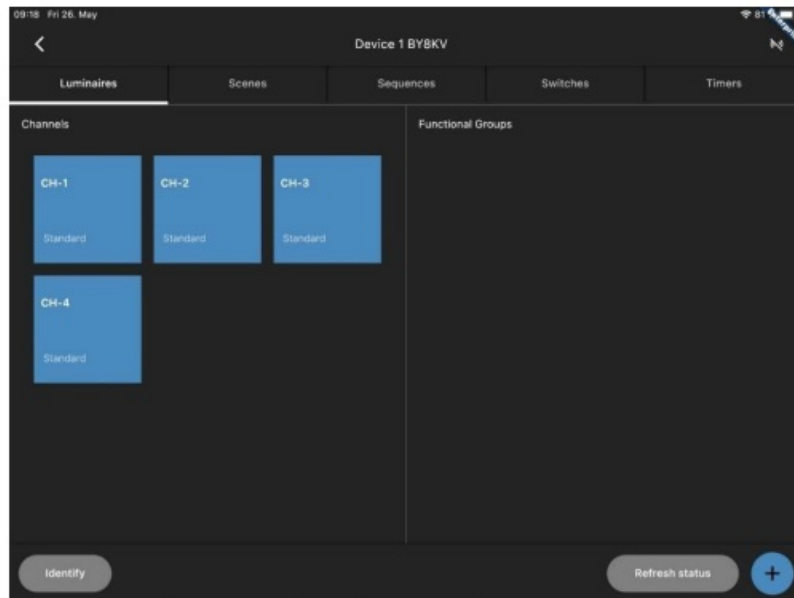 09:18 Fri 26. May
81
Device 1 BY8KV
Luminaires Scenes Sequences Switches Timers
Channels
Functional Groups
CH-1 CH-2 CH-3
Standard Standard Standard
CH-4
Standard
Identify
Refresh status
+